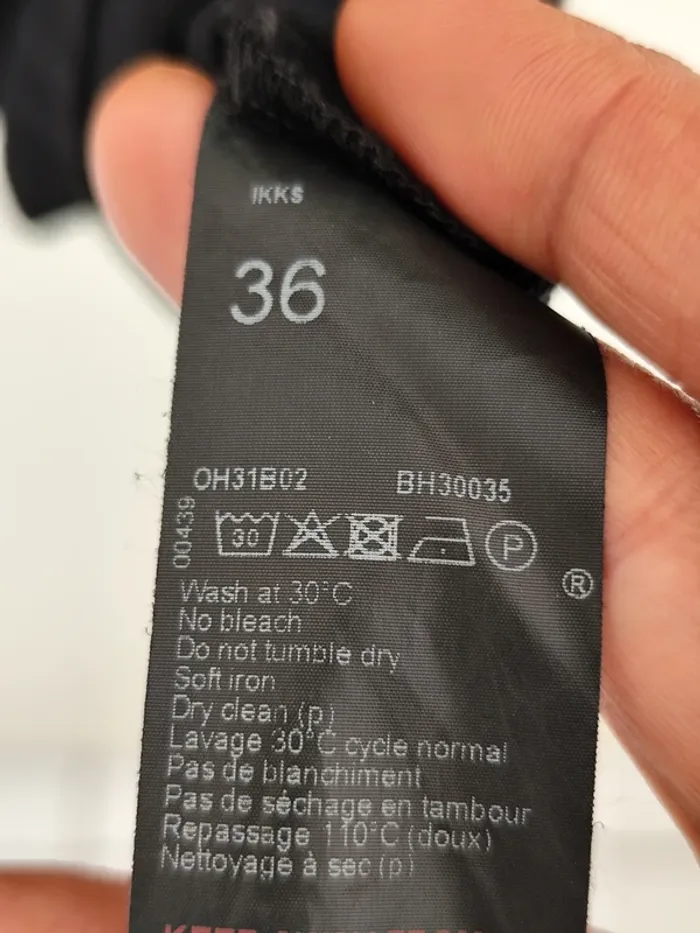 IKKS
36
OH31B02 BH30035
00439
30
P
®
Wash at 30°C
No bleach
Do not tumble dry
Soft iron
Dry clean (p)
Lavage 30°C cycle normal
Pas de blanchiment
Pas de séchage en tambour
Repassage 110°C (doux)
Nettoyage à sec (p)